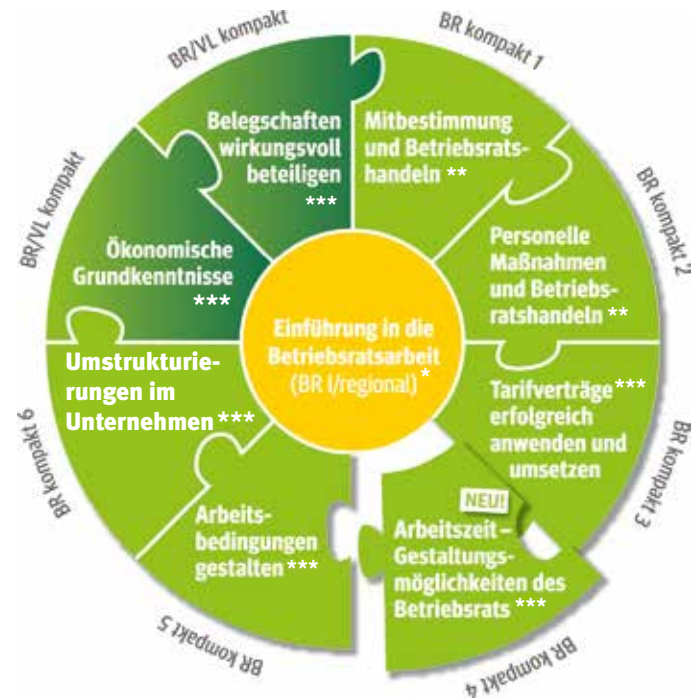 BR/VL kompakt
BR kompakt 1
Belegschaften
wirkungsvoll
beteiligen
***
Mitbestimmung
und Betriebsrats-
handeln **
BR kompakt 2
Personelle
Maßnahmen
und Betriebs-
ratshandeln **
BR/VL kompakt
Ökonomische
Grundkenntnisse
***
Einführung in die
Betriebsratsarbeit
(BR I/regional) *
Umstrukturie-
rungen im
Unternehmen ***
BR kompakt 6
Tarifverträge ***
erfolgreich
anwenden und
umsetzen
BR kompakt 3
Arbeits-
bedingungen
gestalten ***
BR kompakt 5
NEU!
Arbeitszeit –
Gestaltungs-
möglichkeiten des
Betriebsrats ***
BR kompakt 4